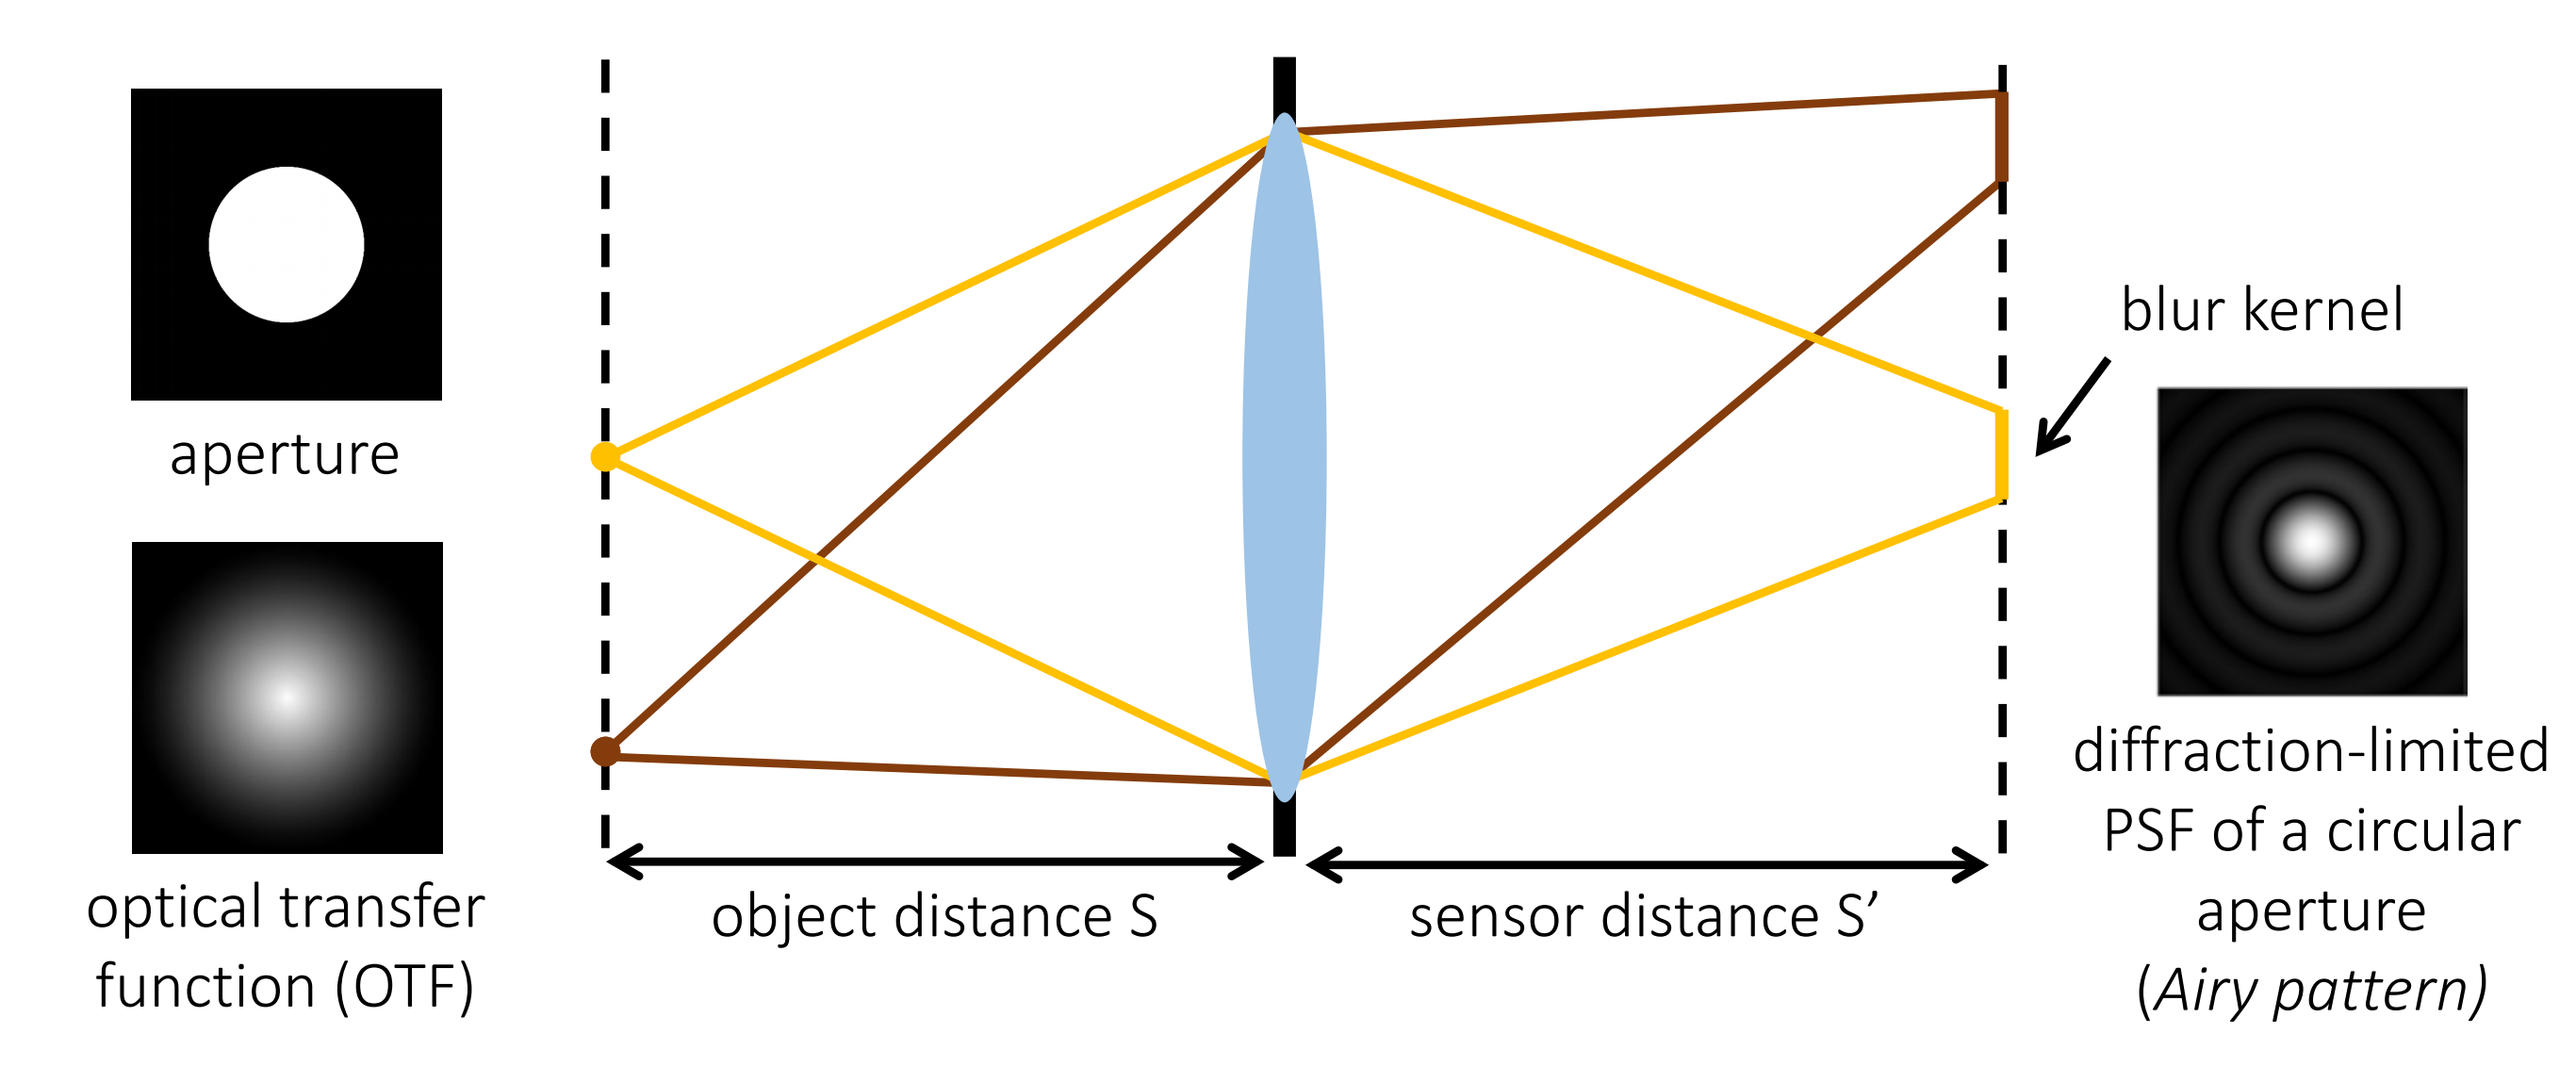 aperture
optical transfer
function (OTF)
object distance S
sensor distance S’
blur kernel
diffraction-limited
PSF of a circular
aperture
(Airy pattern)